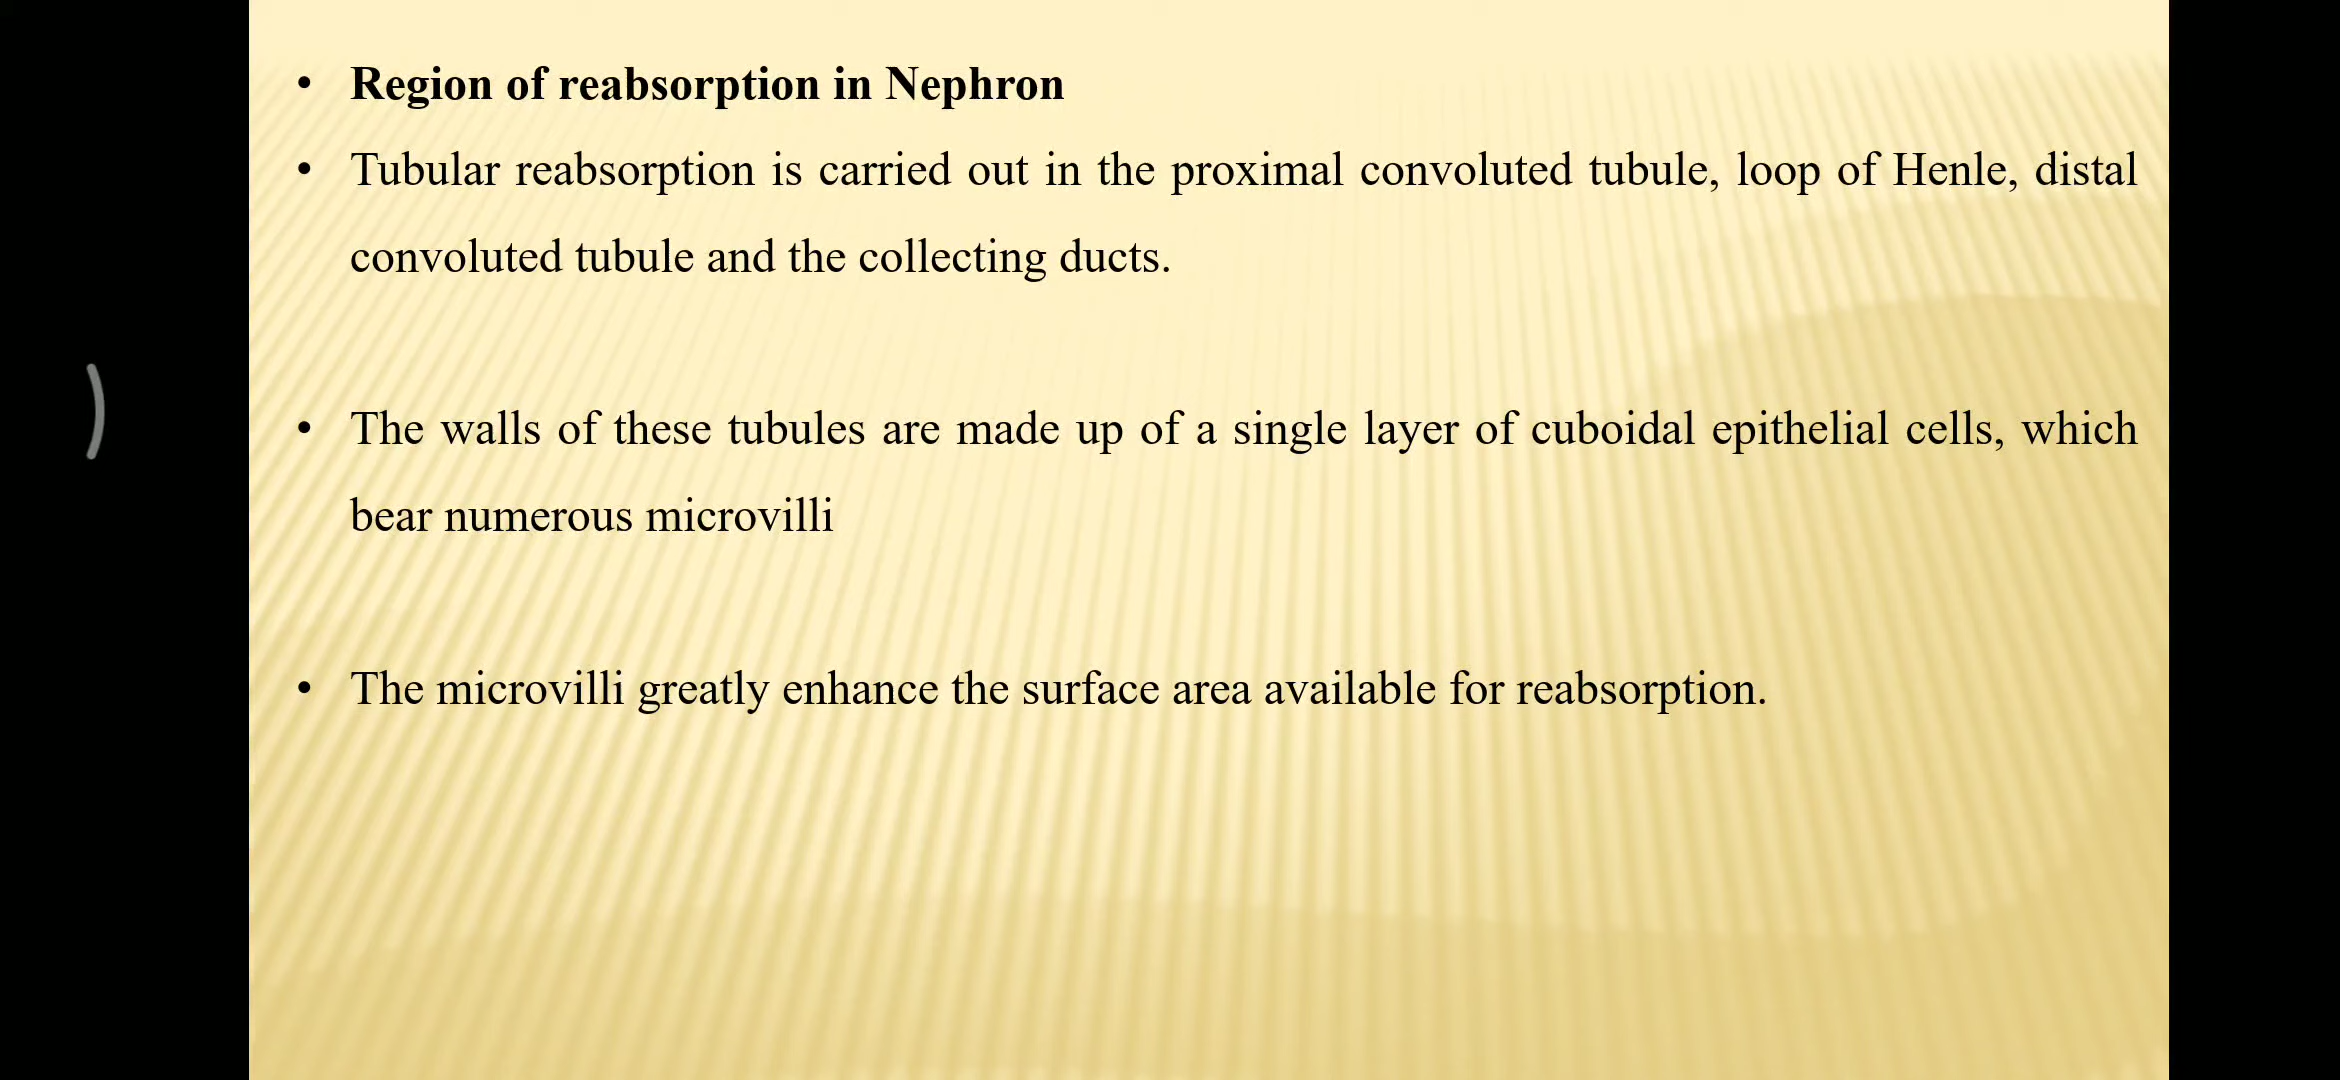 • Region of reabsorption in Nephron
• Tubular reabsorption is carried out in the proximal convoluted tubule, loop of Henle, distal
convoluted tubule and the collecting ducts.
• The walls of these tubules are made up of a single layer of cuboidal epithelial cells, which
bear numerous microvilli
• The microvilli greatly enhance the surface area available for reabsorption.